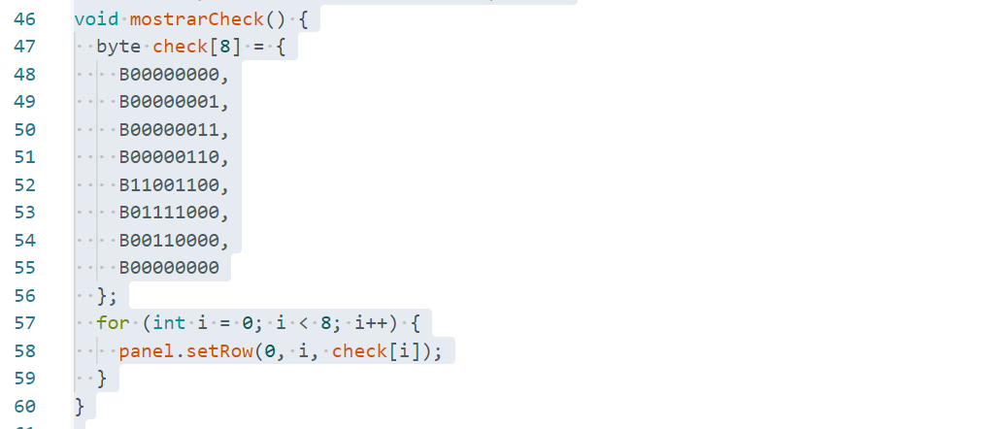 46 void mostrarCheck() {
47   byte check[8] = {
48     B00000000,
49     B00000001,
50     B00000011,
51     B00000110,
52     B11001100,
53     B01111000,
54     B00110000,
55     B00000000
56   };
57   for (int i = 0; i < 8; i++) {
58     panel.setRow(0, i, check[i]);
59   }
60 }